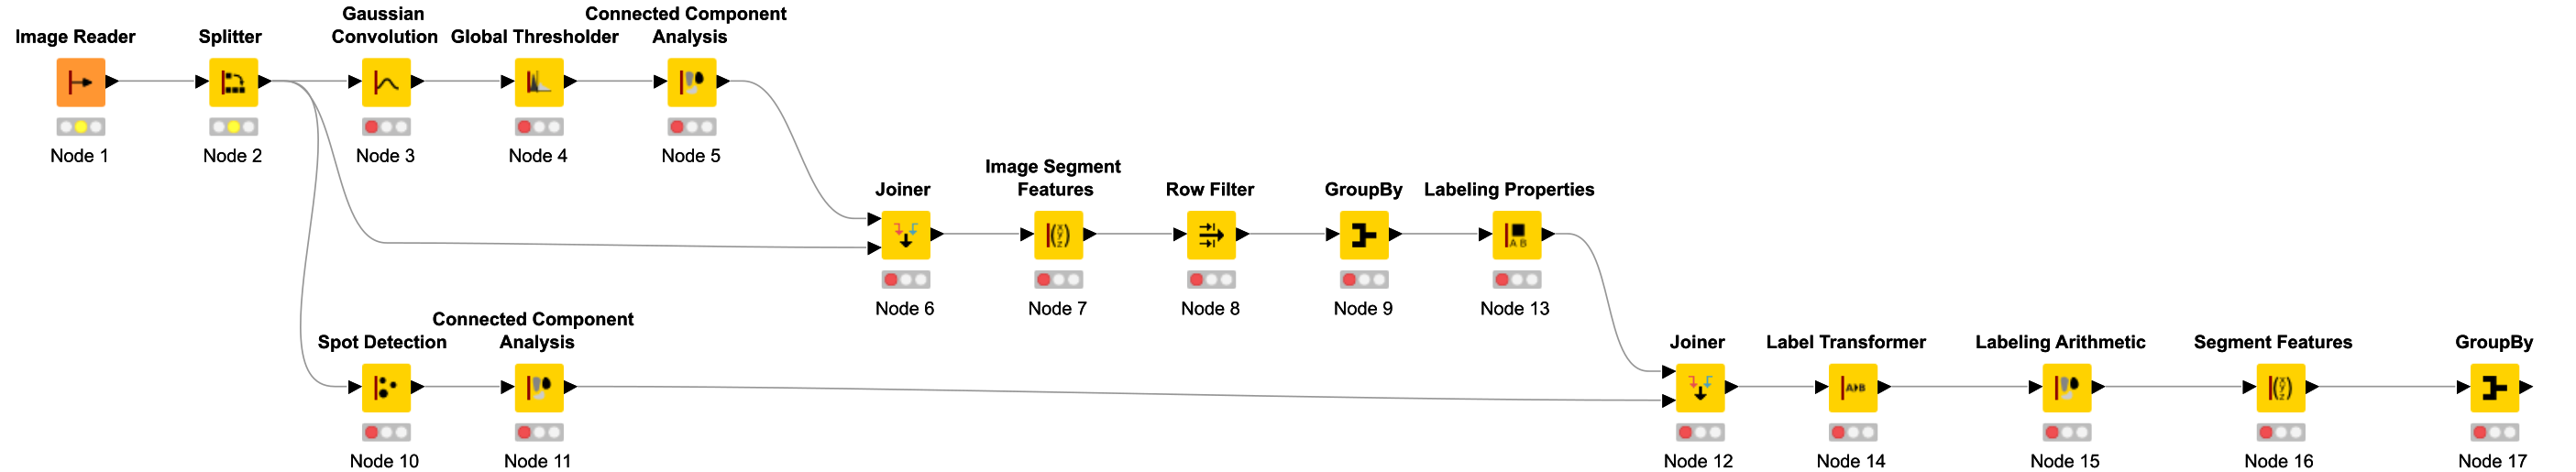 Image Reader
Node 1
Splitter
Node 2
Gaussian
Convolution
Node 3
Global Thresholder
Node 4
Connected Component
Analysis
Node 5
Joiner
Node 6
Image Segment
Features
Node 7
Row Filter
Node 8
GroupBy
Node 9
Labeling Properties
A B
Node 13
Spot Detection
Node 10
Connected Component
Analysis
Node 11
Joiner
Node 12
Label Transformer
A▸B
Node 14
Labeling Arithmetic
Node 15
Segment Features
Node 16
GroupBy
Node 17